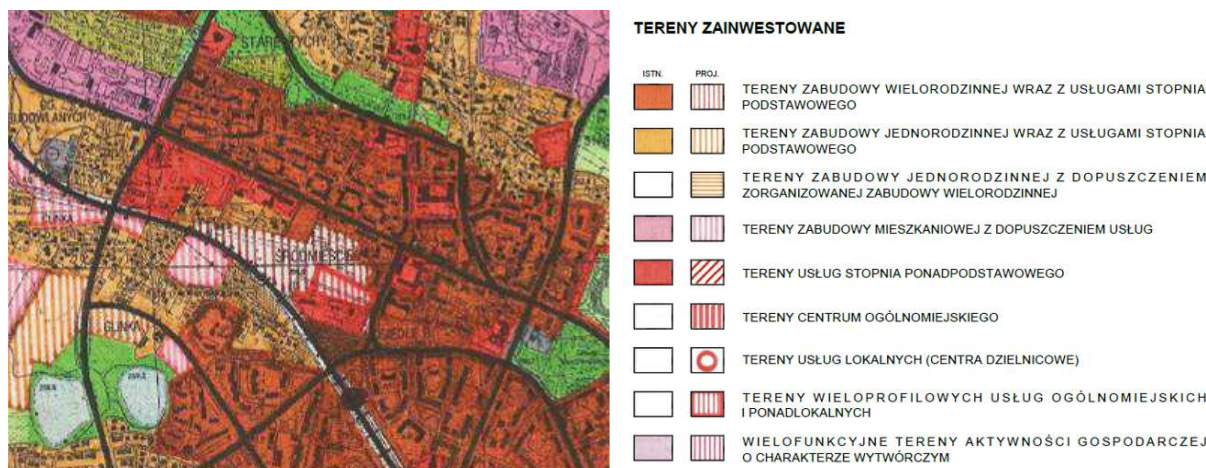 TERENY ZAINWESTOWANE
ISTN. PROJ.
TERENY ZABUDOWY WIELORODZINNEJ WRAZ Z USŁUGAMI STOPNIA
PODSTAWOWEGO
TERENY ZABUDOWY JEDNORODZINNEJ WRAZ Z USŁUGAMI STOPNIA
PODSTAWOWEGO
TERENY ZABUDOWY JEDNORODZINNEJ Z DOPUSZCZENIEM
ZORGANIZOWANEJ ZABUDOWY WIELORODZINNEJ
TERENY ZABUDOWY MIESZKANIOWEJ Z DOPUSZCZENIEM USŁUG
TERENY USŁUG STOPNIA PONADPODSTAWOWEGO
TERENY CENTRUM OGÓLNOMIEJSKIEGO
TERENY USŁUG LOKALNYCH (CENTRA DZIELNICOWE)
TERENY WIELOPROFILOWYCH USŁUG OGÓLNOMIEJSKICH
I PONADLOKALNYCH
WIELOFUNKCYJNE TERENY AKTYWNOŚCI GOSPODARCZEJ
O CHARAKTERZE WYTWÓRCZYM
STARE TYCHY
ŚRÓDMIEŚCIE
GLINKA